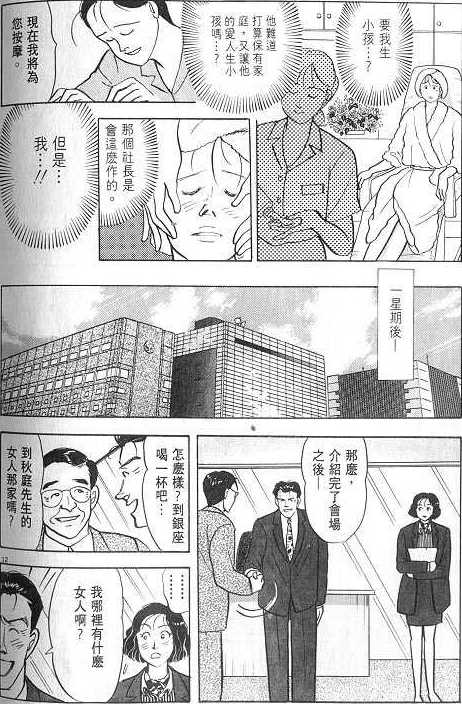 要我生
小孩…?
他難道
打算保有家
庭，又讓他
的愛人生小
孩嗎…?
現在我將為
您按摩。
那個社長是
會這麼作的。
但是…
我…!!
一星期後—
那麼，
介紹完了會場
之後
怎麼樣?到銀座
喝一杯吧…
到秋庭先生的
女人那家嗎?
………
我哪裡有什麼
女人啊?
12